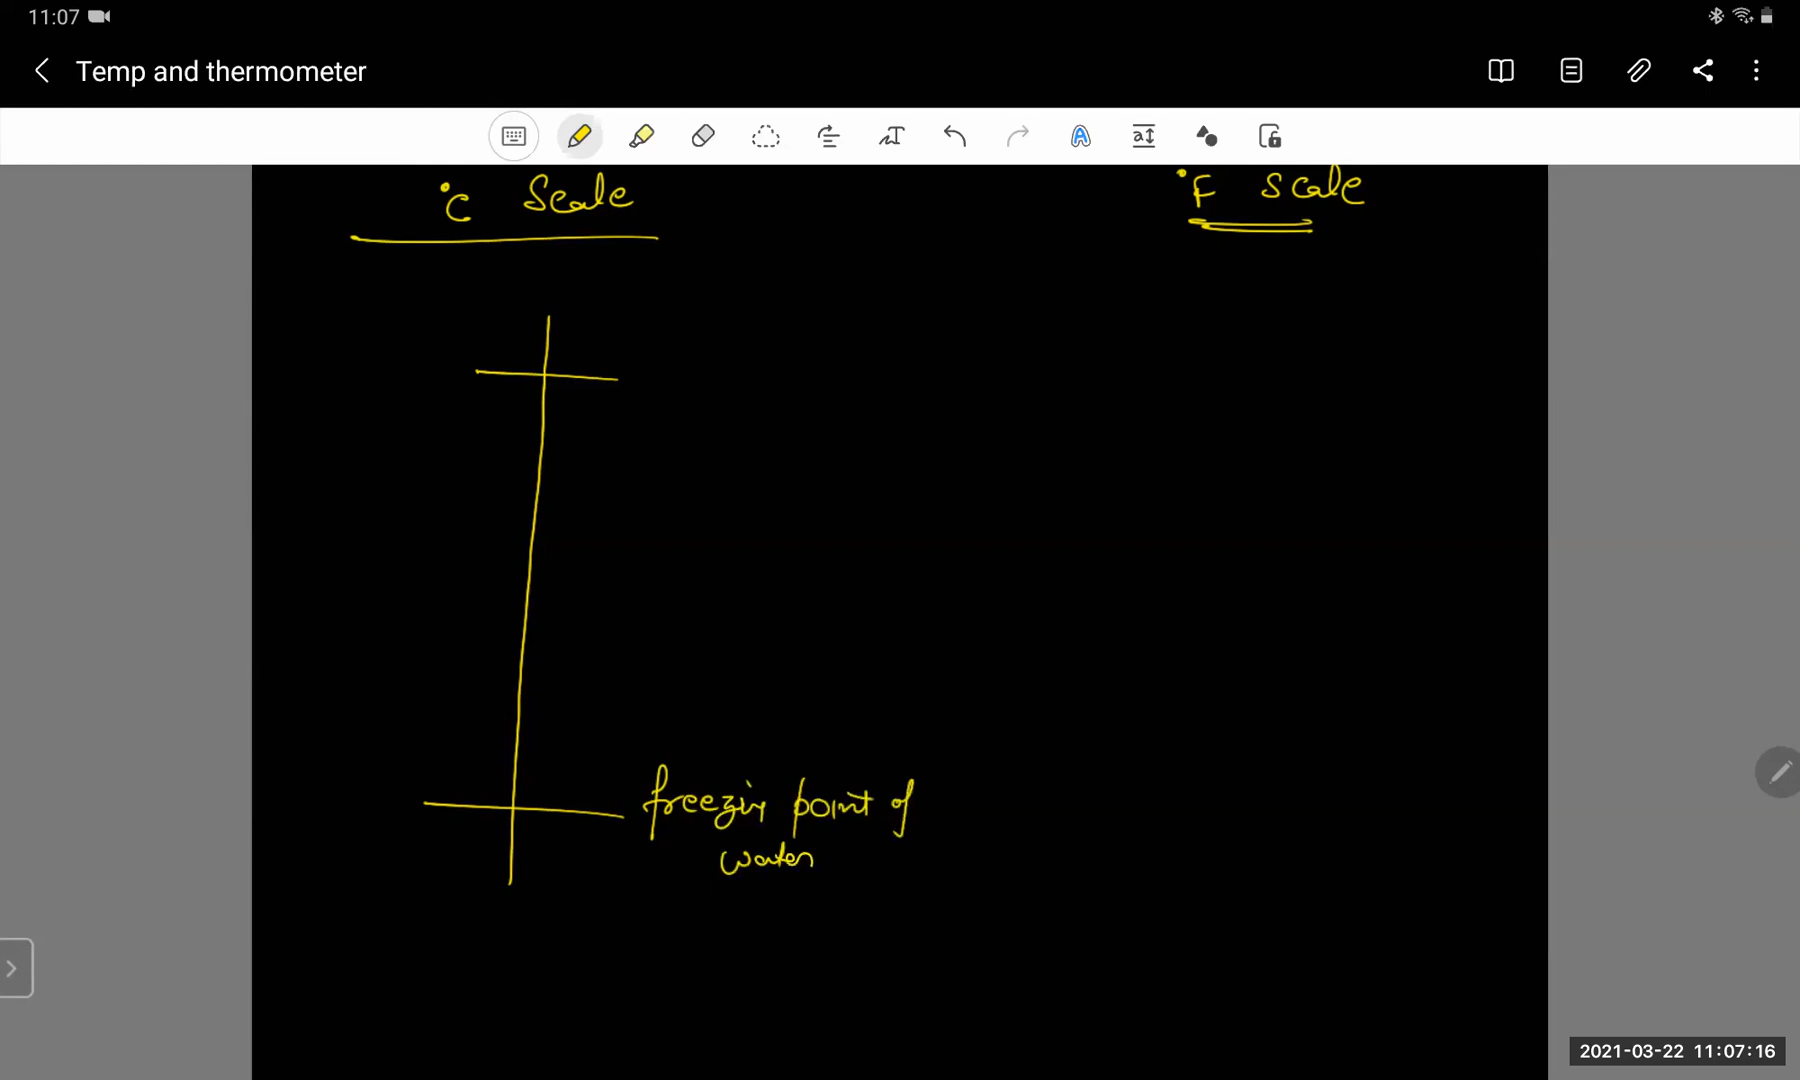 11:07
Temp and thermometer
°C Scale
°F Scale
freezing point of
water
2021-03-22 11:07:16